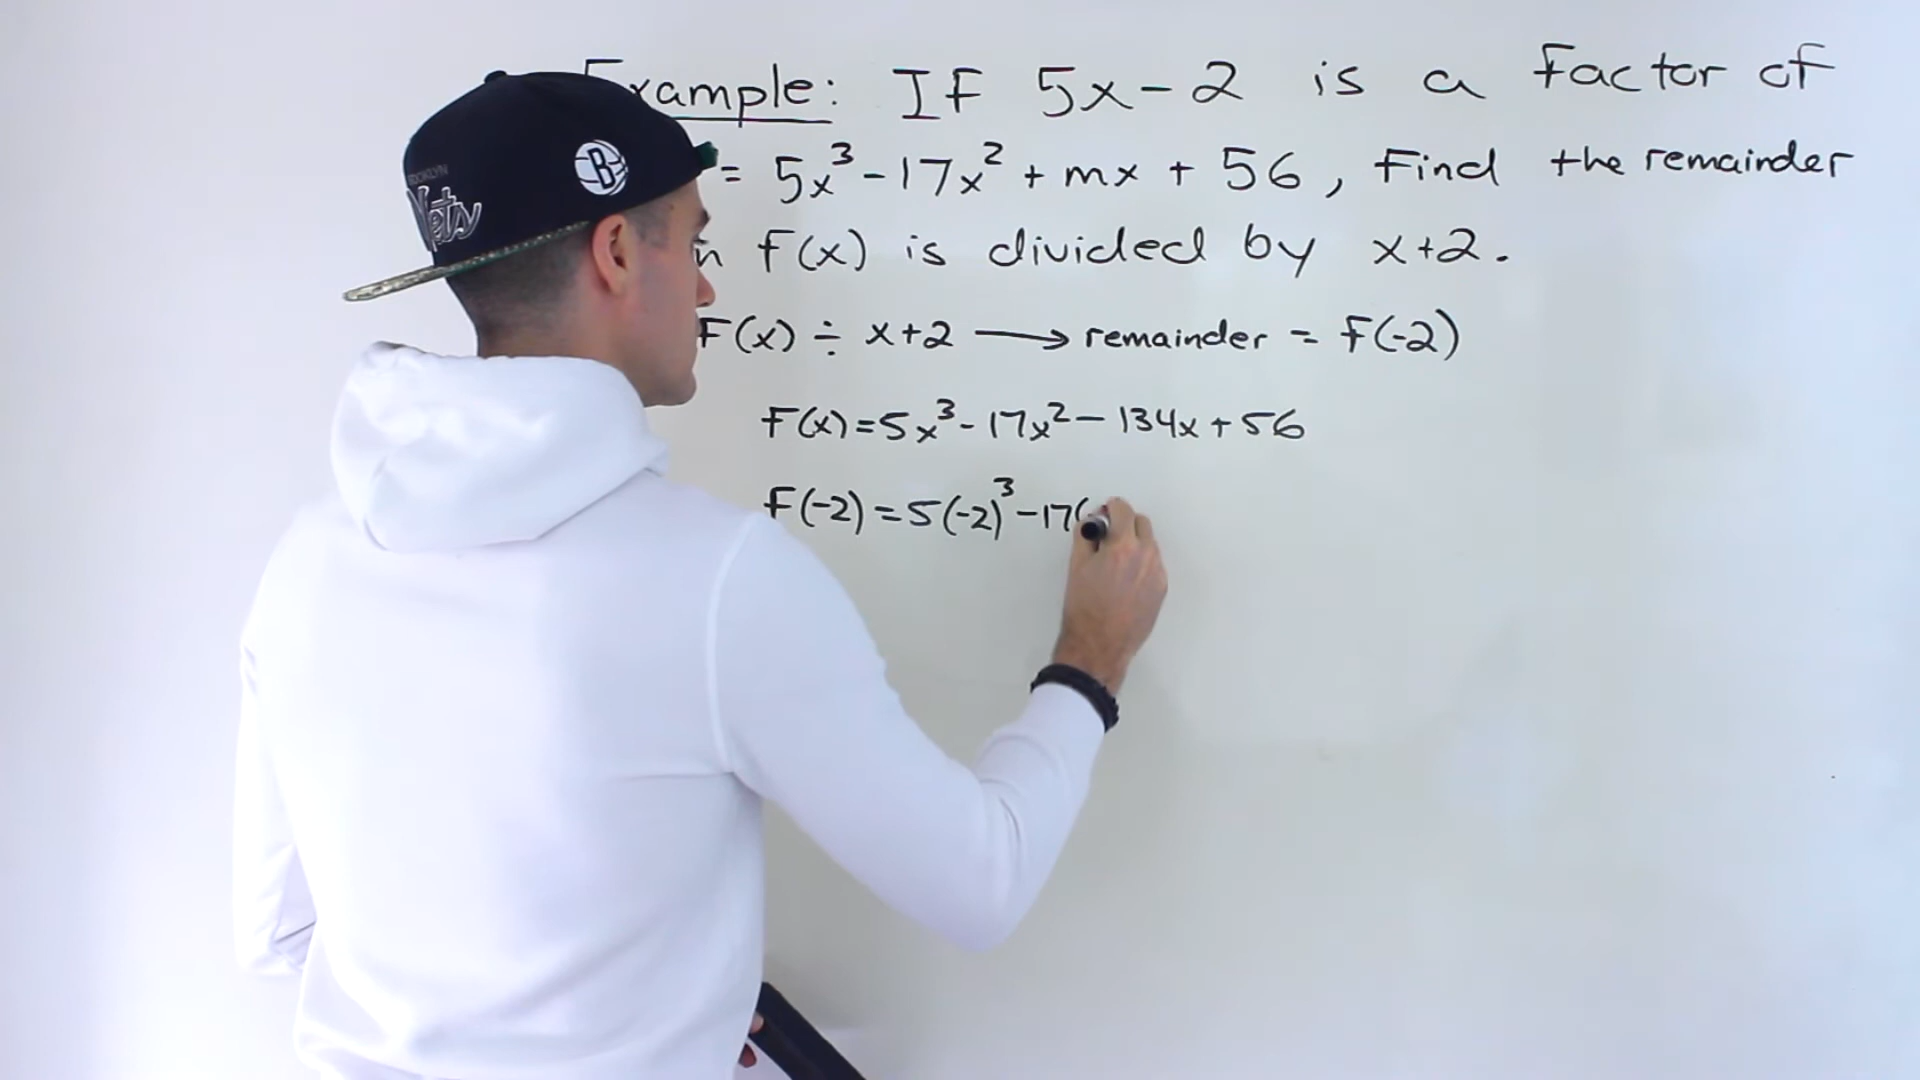 Example: IF 5x-2 is a factor of
= 5x³-17x²+mx+56, Find the remainder
F(x) is divided by x+2.
F(x) ÷ x+2 → remainder = F(-2)
F(x)=5x³-17x²-134x+56
F(-2)=5(-2)³-17(
B
Nets